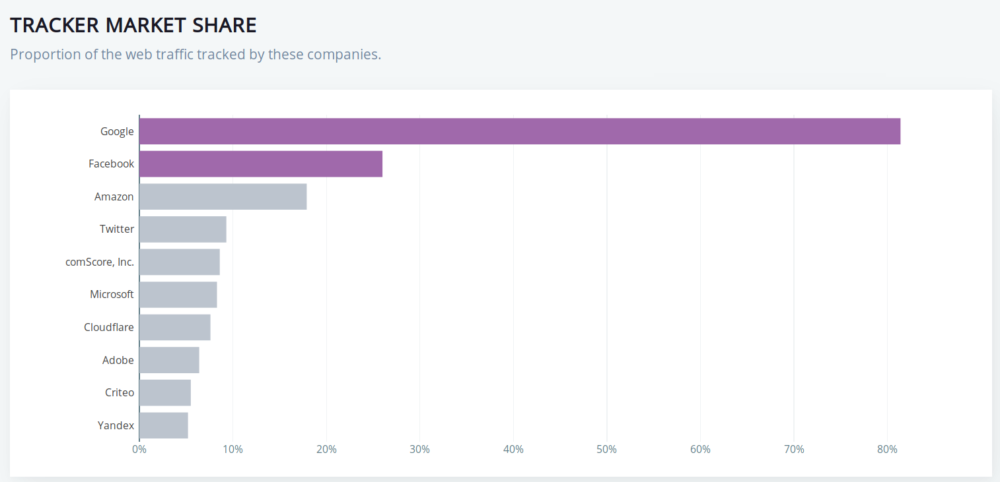 TRACKER MARKET SHARE
Proportion of the web traffic tracked by these companies.
Google
Facebook
Amazon
Twitter
comScore, Inc.
Microsoft
Cloudflare
Adobe
Criteo
Yandex
0% 10% 20% 30% 40% 50% 60% 70% 80%